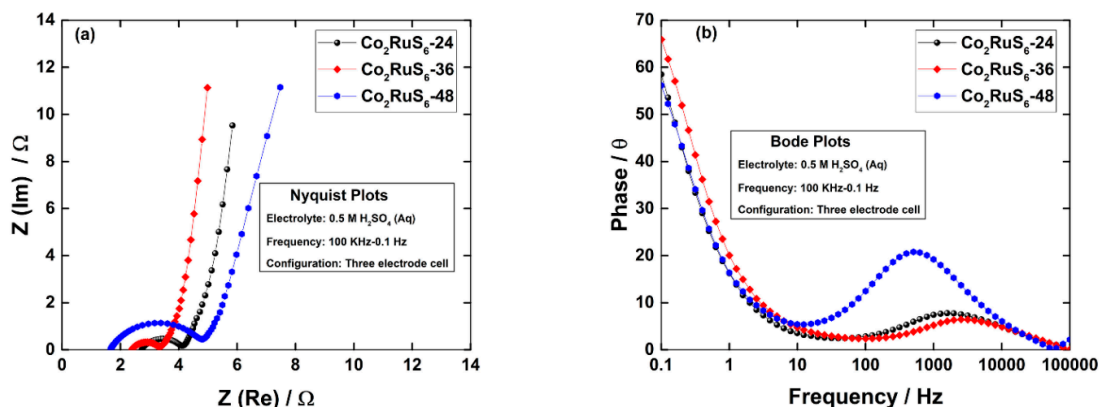 (a)
Co₂RuS₆-24
Co₂RuS₆-36
Co₂RuS₆-48
Nyquist Plots
Electrolyte: 0.5 M H₂SO₄ (Aq)
Frequency: 100 KHz-0.1 Hz
Configuration: Three electrode cell
Z (Im) / Ω
14
12
10
8
6
4
2
0
0 2 4 6 8 10 12 14
Z (Re) / Ω
(b)
Co₂RuS₆-24
Co₂RuS₆-36
Co₂RuS₆-48
Bode Plots
Electrolyte: 0.5 M H₂SO₄ (Aq)
Frequency: 100 KHz-0.1 Hz
Configuration: Three electrode cell
Phase / θ
70
60
50
40
30
20
10
0
0.1 1 10 100 1000 10000 100000
Frequency / Hz